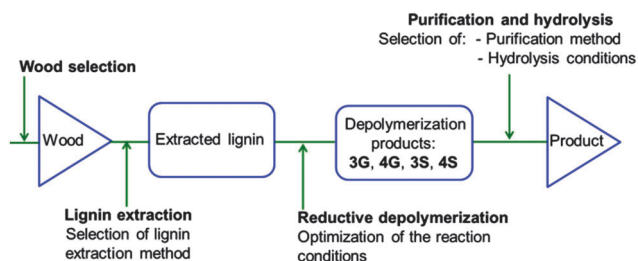 Purification and hydrolysis
Selection of: - Purification method
- Hydrolysis conditions
Wood selection
Wood
Extracted lignin
Depolymerization
products:
3G, 4G, 3S, 4S
Product
Lignin extraction
Selection of lignin
extraction method
Reductive depolymerization
Optimization of the reaction
conditions